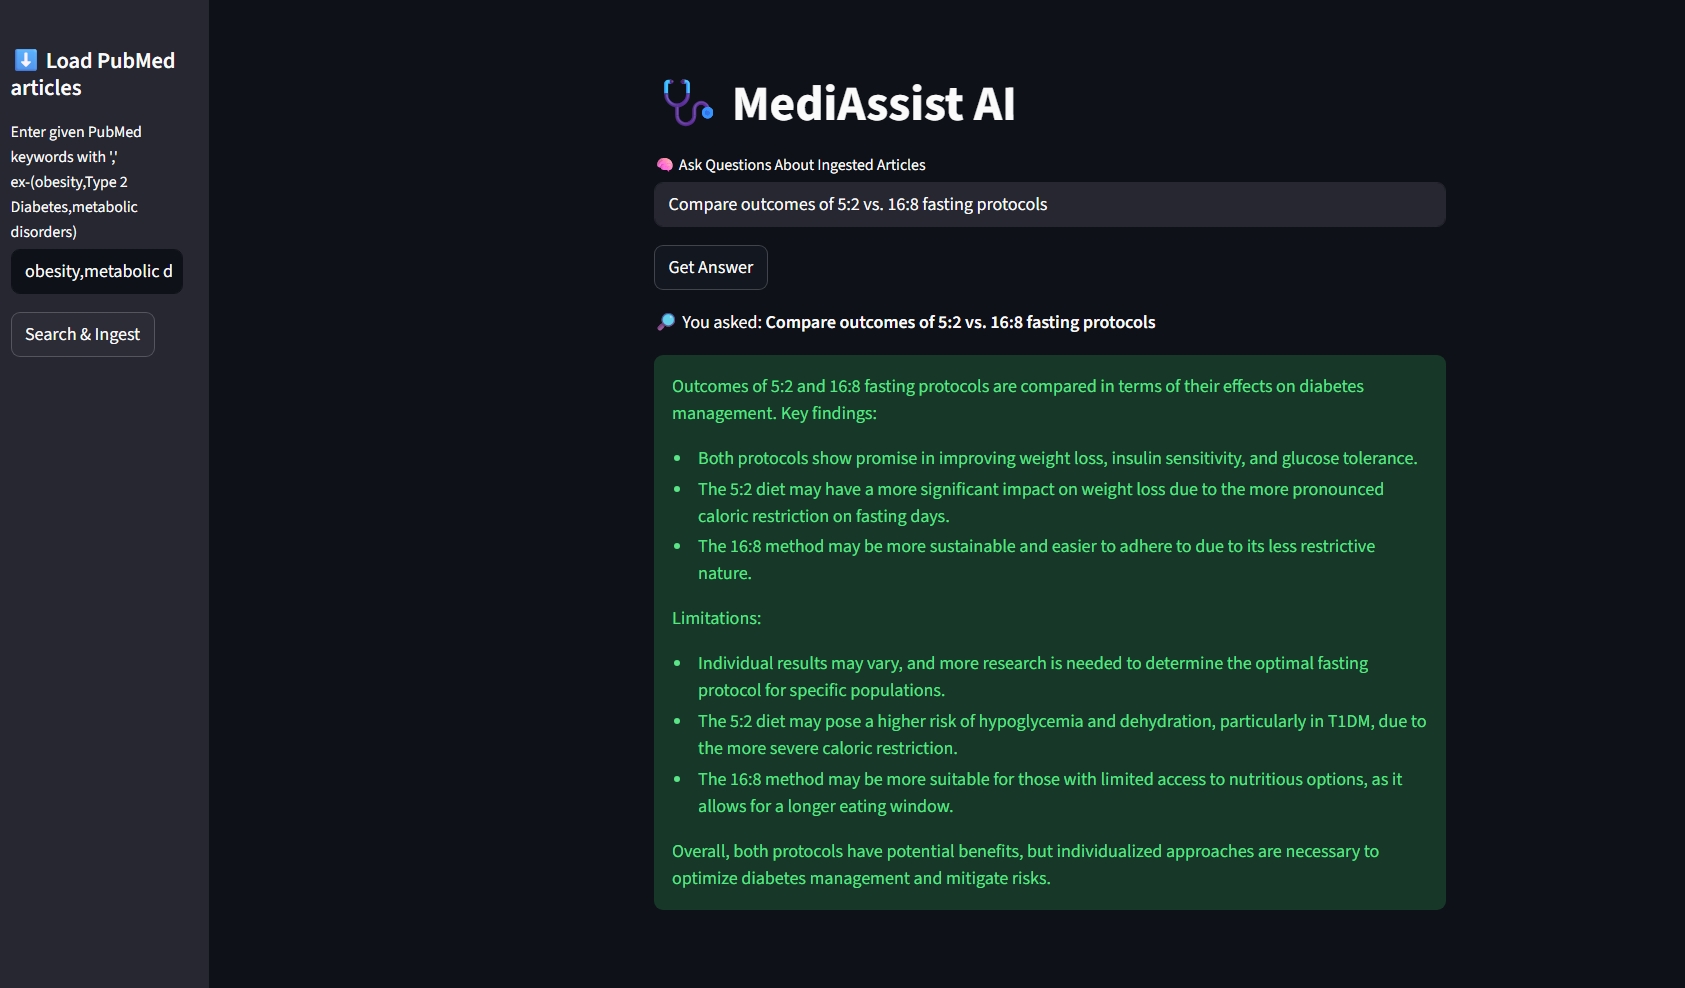 Load PubMed
articles
Enter given PubMed
keywords with ','
ex-(obesity,Type 2
Diabetes,metabolic
disorders)
obesity,metabolic d
Search & Ingest
MediAssist AI
Ask Questions About Ingested Articles
Compare outcomes of 5:2 vs. 16:8 fasting protocols
Get Answer
You asked: Compare outcomes of 5:2 vs. 16:8 fasting protocols
Outcomes of 5:2 and 16:8 fasting protocols are compared in terms of their effects on diabetes
management. Key findings:
• Both protocols show promise in improving weight loss, insulin sensitivity, and glucose tolerance.
• The 5:2 diet may have a more significant impact on weight loss due to the more pronounced
caloric restriction on fasting days.
• The 16:8 method may be more sustainable and easier to adhere to due to its less restrictive
nature.
Limitations:
• Individual results may vary, and more research is needed to determine the optimal fasting
protocol for specific populations.
• The 5:2 diet may pose a higher risk of hypoglycemia and dehydration, particularly in T1DM, due to
the more severe caloric restriction.
• The 16:8 method may be more suitable for those with limited access to nutritious options, as it
allows for a longer eating window.
Overall, both protocols have potential benefits, but individualized approaches are necessary to
optimize diabetes management and mitigate risks.